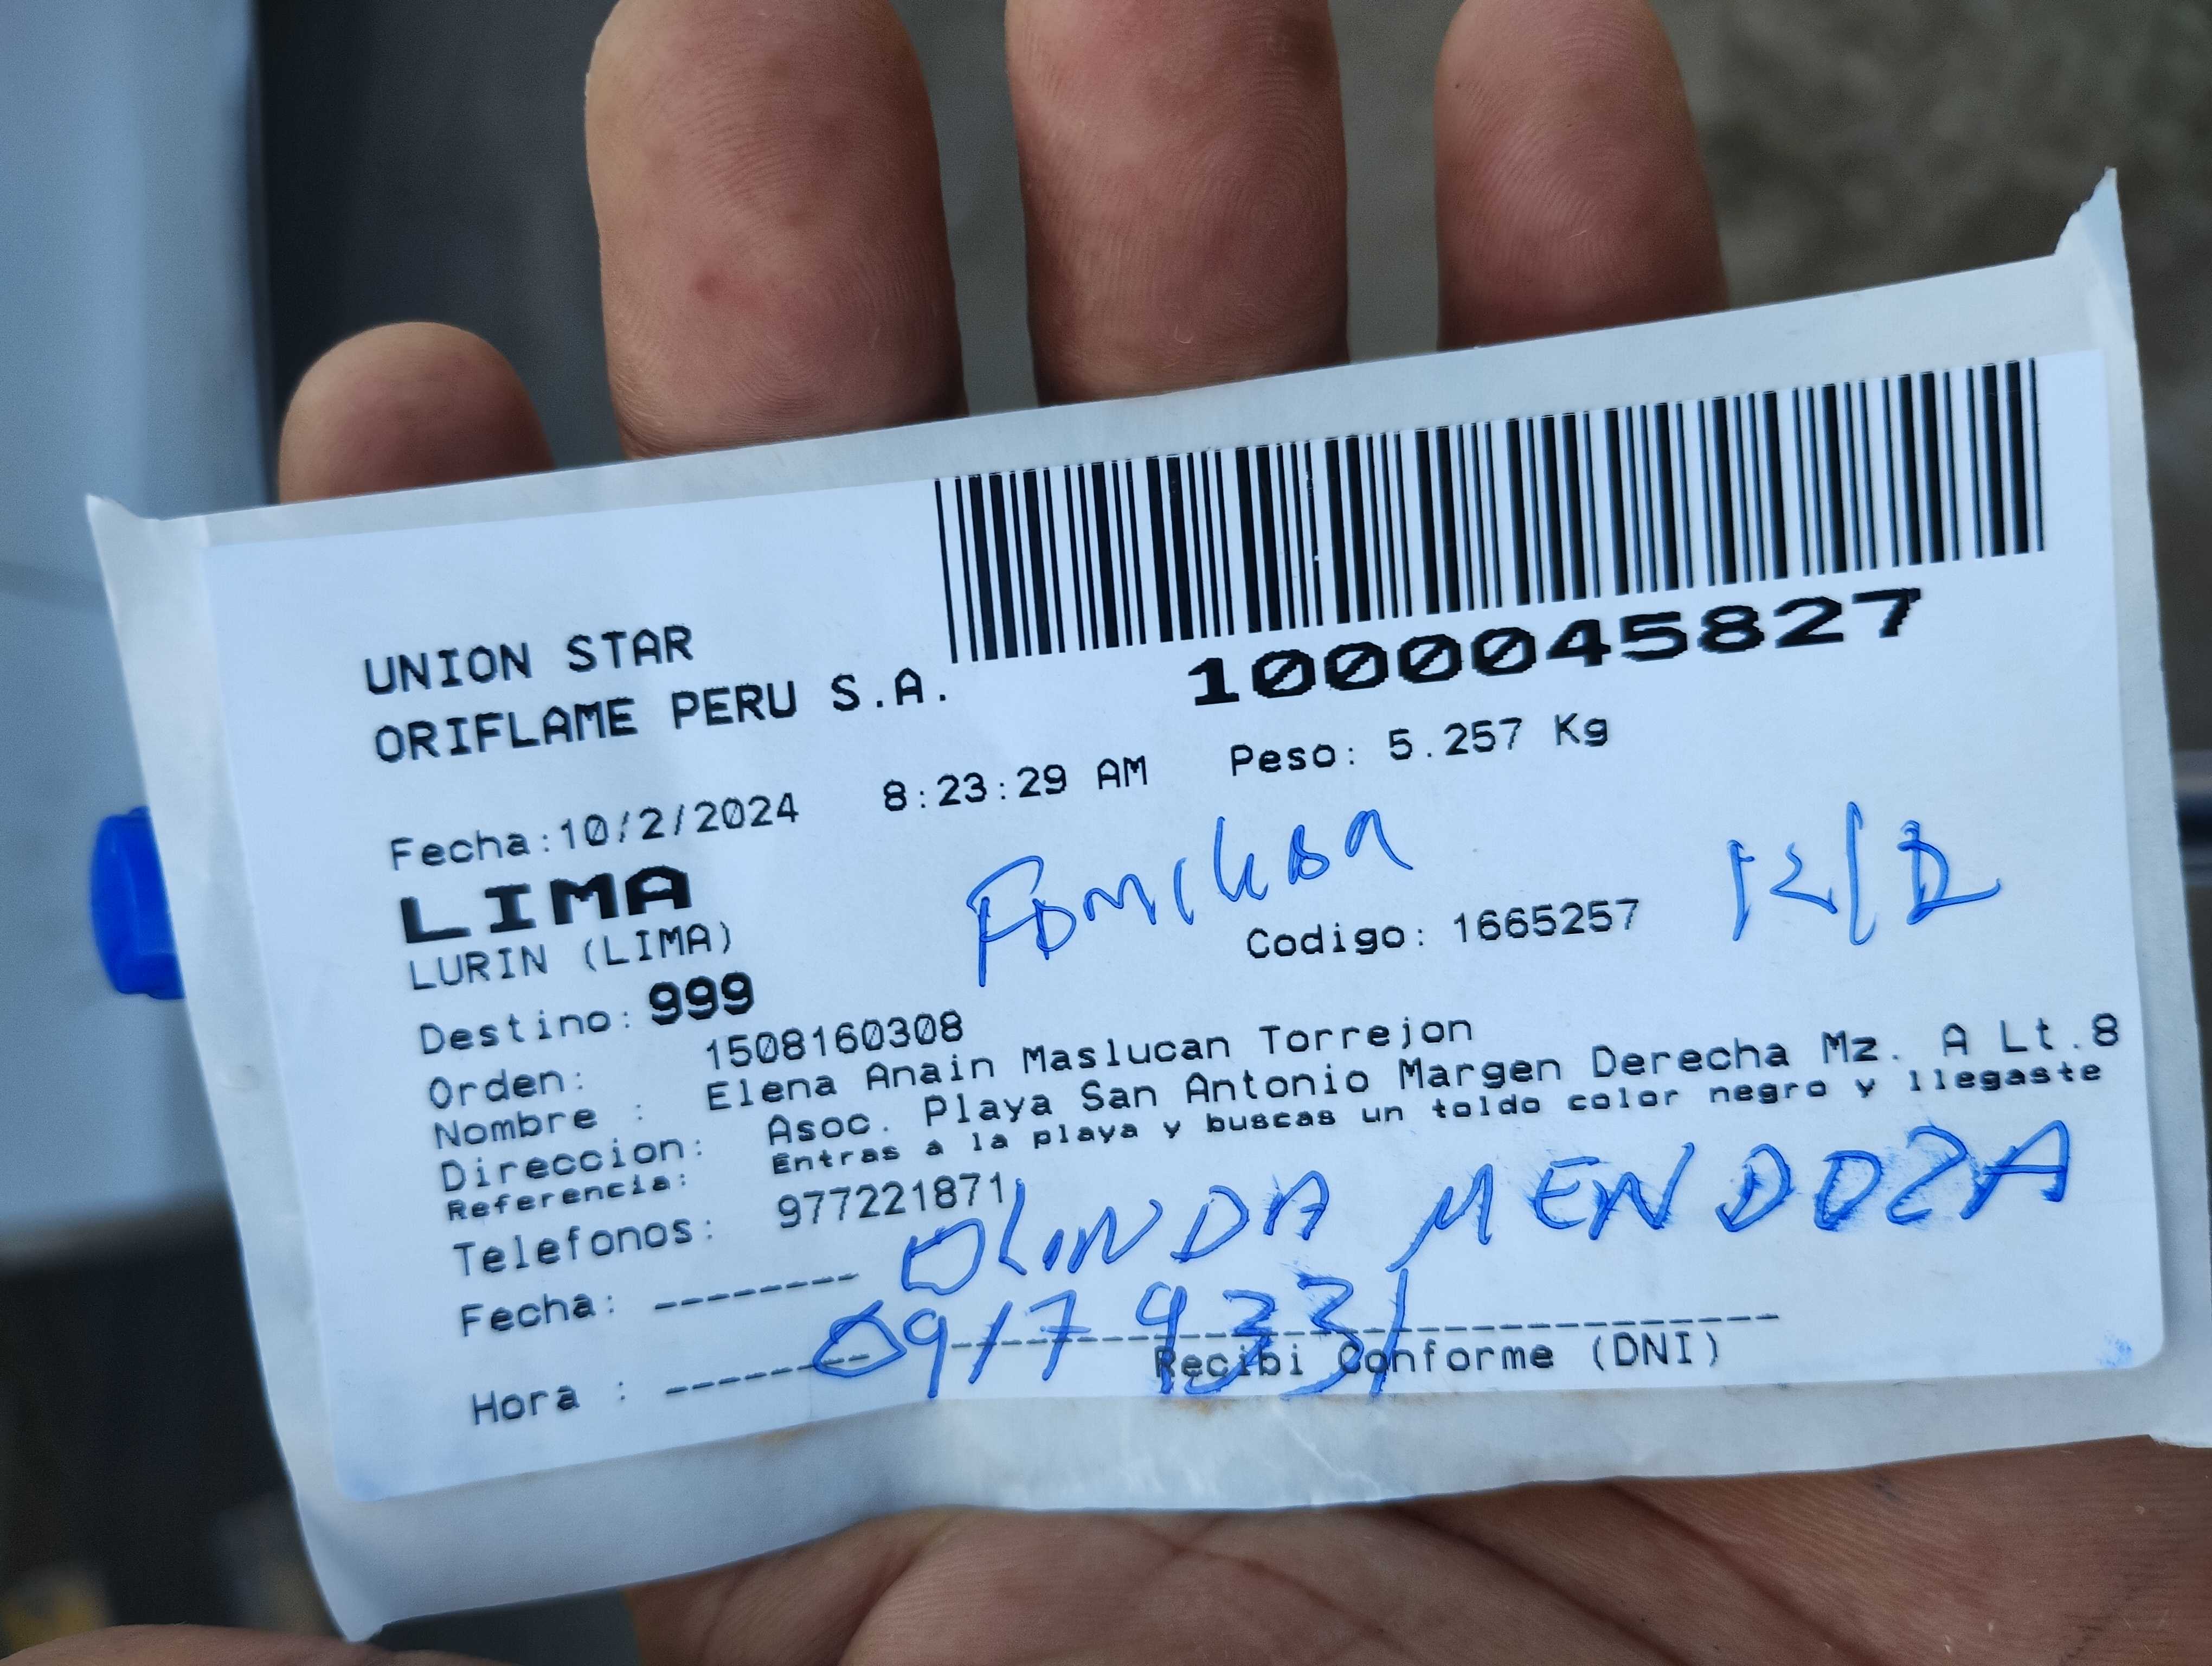 UNION STAR
ORIFLAME PERU S.A.
1000045827
Fecha:10/2/2024 8:23:29 AM Peso: 5.257 Kg
LIMA
LURIN (LIMA)
Destino: 999 Codigo: 1665257
Orden: 1508160308
Nombre : Elena Anain Maslucan Torrejon
Direccion: Asoc. Playa San Antonio Margen Derecha Mz. A Lt.8
Referencia: Entras a la playa y buscas un toldo color negro y llegaste
Telefonos: 977221871
OLINDA MENDOZA
Fecha: --------
09179331
Hora : --------
Recibi Conforme (DNI)